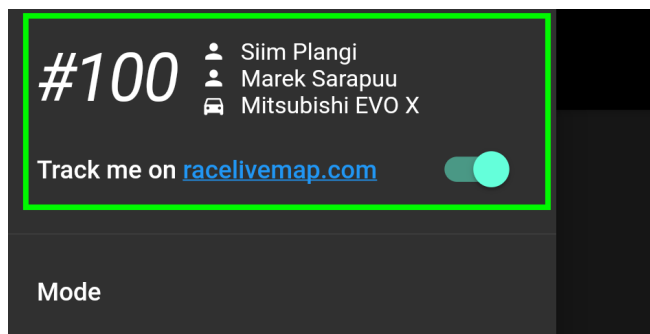 #100
Siim Plangi
Marek Sarapuu
Mitsubishi EVO X
Track me on racelivemap.com
Mode